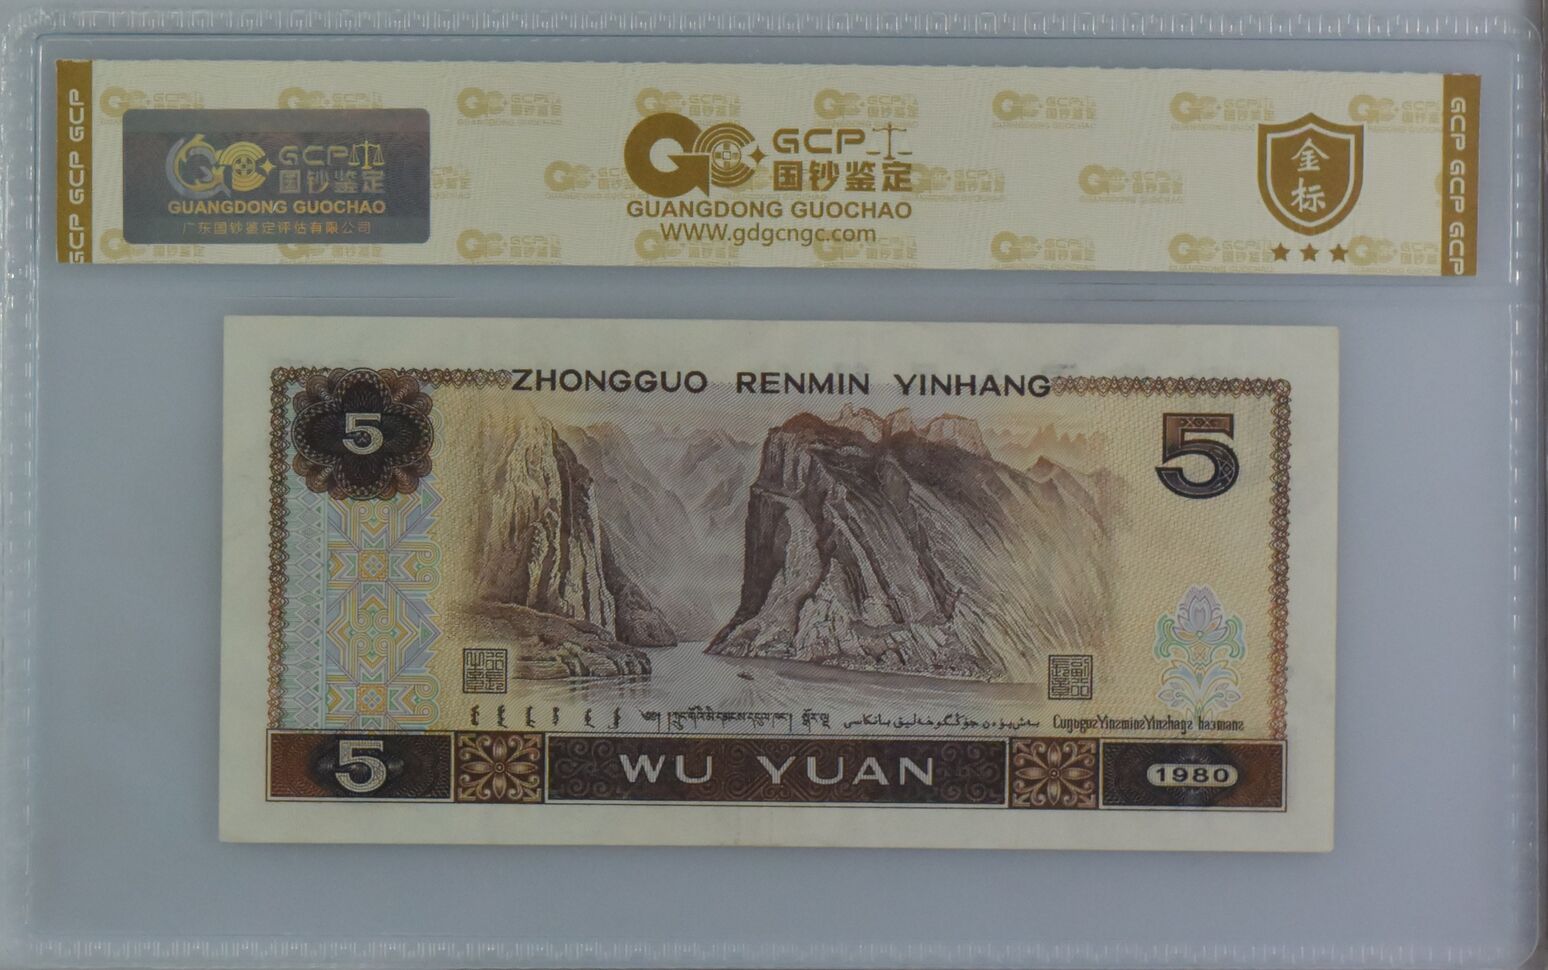 GCP GCP GCP
GCP
国钞鉴定
GUANGDONG GUOCHAO
广东国钞鉴定评估有限公司
GCP
国钞鉴定
GUANGDONG GUOCHAO
WWW.gdgcngc.com
金标
GCP GCP GCP
ZHONGGUO RENMIN YINHANG
5
5
5
WU YUAN
1980